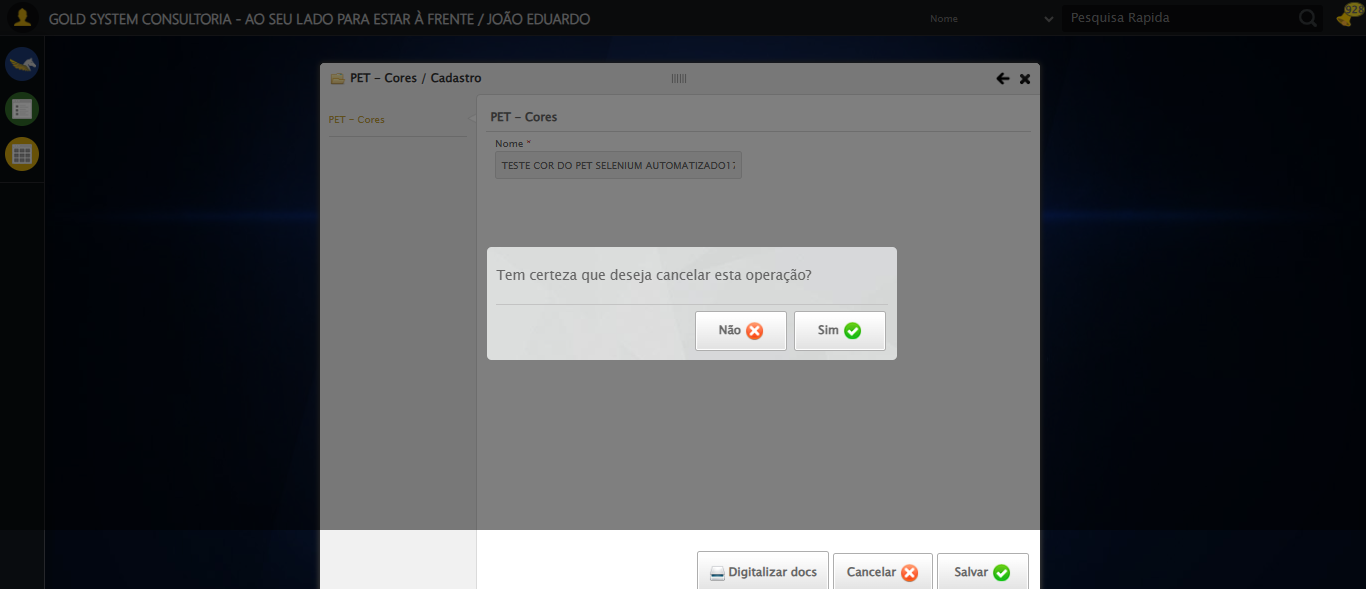 GOLD SYSTEM CONSULTORIA - AO SEU LADO PARA ESTAR À FRENTE / JOÃO EDUARDO
Nome
Pesquisa Rapida
928
PET - Cores / Cadastro
PET - Cores
PET - Cores
Nome *
TESTE COR DO PET SELENIUM AUTOMATIZADO17
Tem certeza que deseja cancelar esta operação?
Não
Sim
Digitalizar docs
Cancelar
Salvar